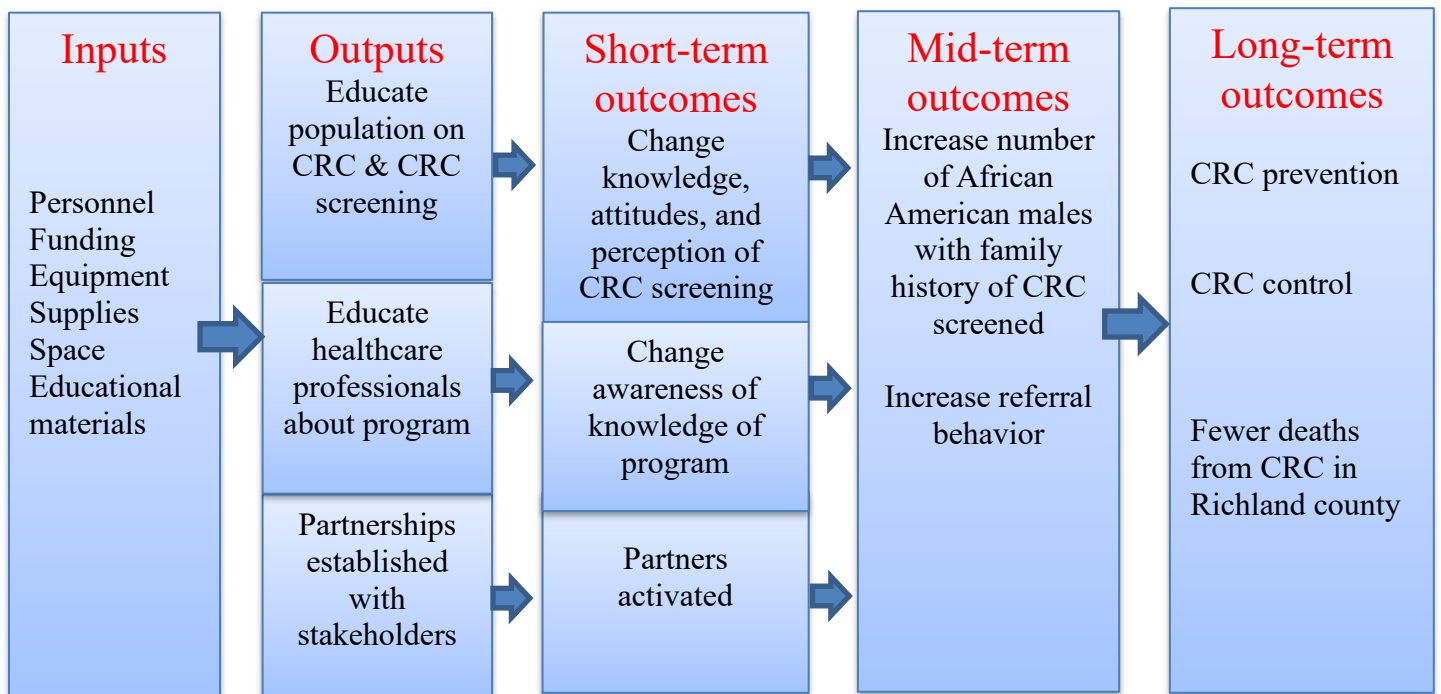 Inputs
Personnel
Funding
Equipment
Supplies
Space
Educational
materials
Outputs
Educate
population on
CRC & CRC
screening
Educate
healthcare
professionals
about program
Partnerships
established
with
stakeholders
Short-term
outcomes
Change
knowledge,
attitudes, and
perception of
CRC screening
Change
awareness of
knowledge of
program
Partners
activated
Mid-term
outcomes
Increase number
of African
American males
with family
history of CRC
screened
Increase referral
behavior
Long-term
outcomes
CRC prevention
CRC control
Fewer deaths
from CRC in
Richland county